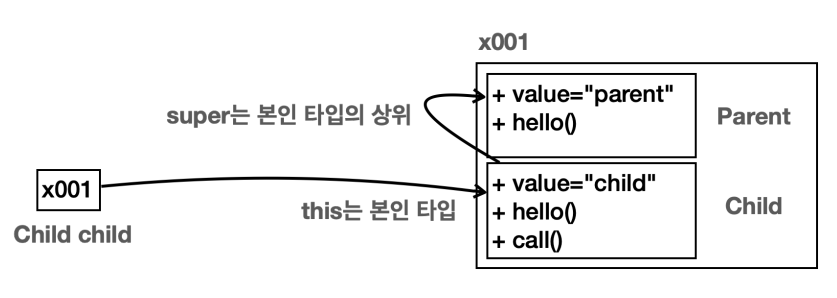 x001
+ value="parent"
+ hello()
Parent
super는 본인 타입의 상위
+ value="child"
+ hello()
+ call()
Child
this는 본인 타입
x001
Child child